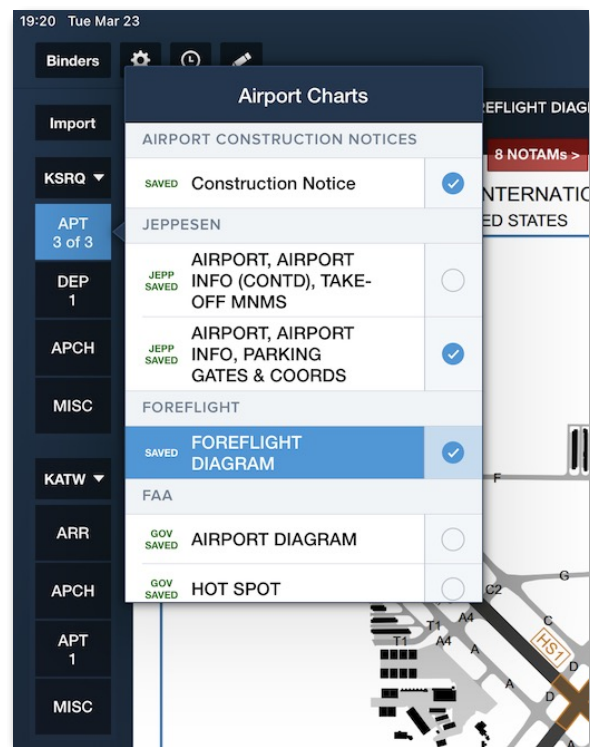 19:20 Tue Mar 23
Binders
Import
KSRQ
APT
3 of 3
DEP
1
APCH
MISC
KATW
ARR
APCH
APT
1
MISC
Airport Charts
AIRPORT CONSTRUCTION NOTICES
SAVED Construction Notice
JEPPESEN
JEPP
SAVED
AIRPORT, AIRPORT
INFO (CONTD), TAKE-
OFF MNMS
JEPP
SAVED
AIRPORT, AIRPORT
INFO, PARKING
GATES & COORDS
FOREFLIGHT
SAVED
FOREFLIGHT
DIAGRAM
FAA
GOV
SAVED
AIRPORT DIAGRAM
GOV
SAVED
HOT SPOT
EFLIGHT DIAG
8 NOTAMs >
NTERNATIO
ED STATES
F
G
C2
C
T1
A4
T1
A4
A
HS1
D
A
D
A